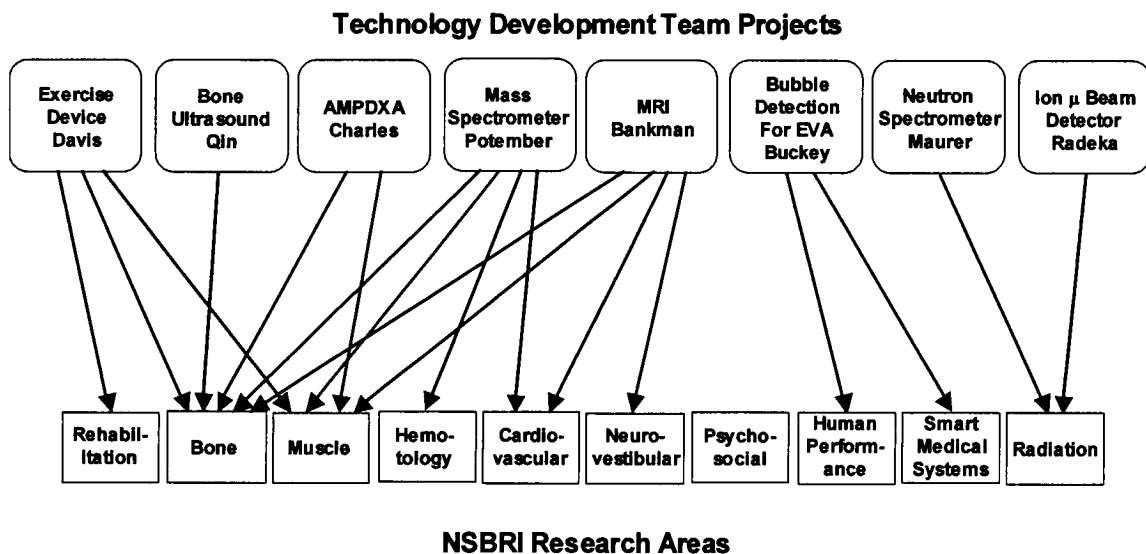 Technology Development Team Projects
Exercise
Device
Davis
Bone
Ultrasound
Qin
AMPDXA
Charles
Mass
Spectrometer
Potember
MRI
Bankman
Bubble
Detection
For EVA
Buckey
Neutron
Spectrometer
Maurer
Ion μ Beam
Detector
Radeka
Rehabil-
itation
Bone
Muscle
Hemo-
tology
Cardio-
vascular
Neuro-
vestibular
Psycho-
social
Human
Perform-
ance
Smart
Medical
Systems
Radiation
NSBRI Research Areas